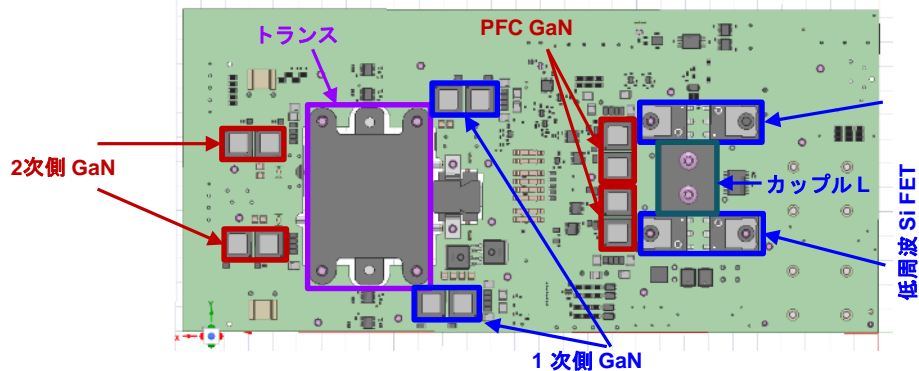 トランス
PFC GaN
2次側 GaN
カップル L
低周波 Si FET
1 次側 GaN
Y
X